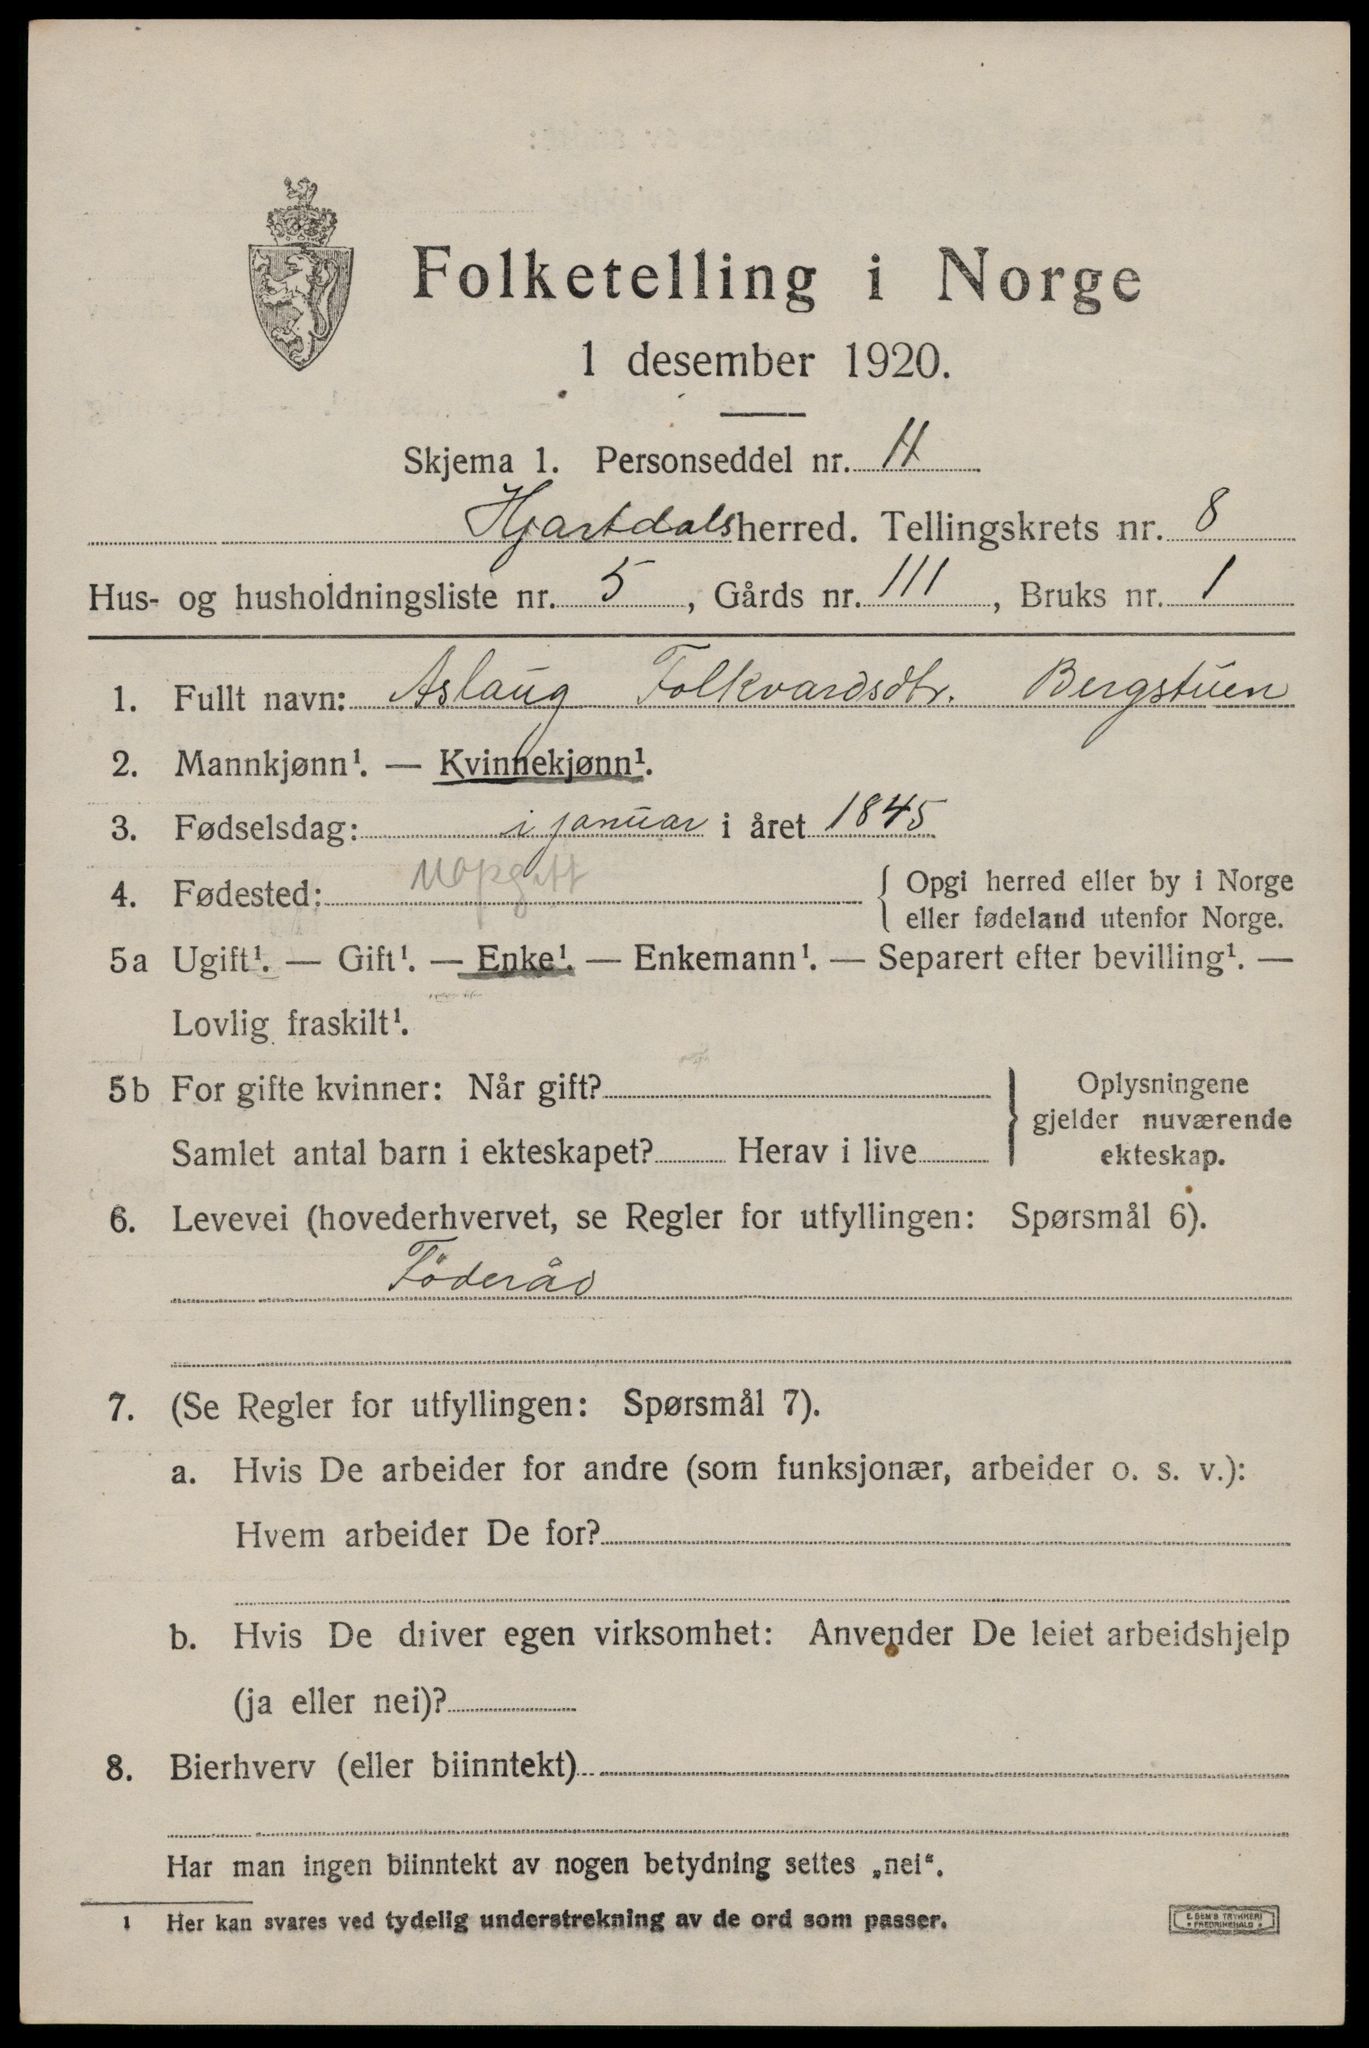 Folketelling i Norge
1 desember 1920.
Skjema 1. Personseddel nr. 4
Hjartdals herred. Tellingskrets nr. 8
Hus- og husholdningsliste nr. 5, Gårds nr. 111, Bruks nr. 1
1. Fullt navn: Aslaug Folkvardsdtr. Bergstuen
2. Mannkjønn¹. — Kvinnekjønn¹.
3. Fødselsdag: i januar i året 1845
4. Fødested: Uopgitt { Opgi herred eller by i Norge
eller fødeland utenfor Norge.
5a Ugift¹. — Gift¹. — Enke¹. — Enkemann¹. — Separert efter bevilling¹. —
Lovlig fraskilt¹.
5b For gifte kvinner: Når gift? } Oplysningene
gjelder nuværende
Samlet antal barn i ekteskapet? Herav i live ekteskap.
6. Levevei (hovederhvervet, se Regler for utfyllingen: Spørsmål 6).
Föderåd
7. (Se Regler for utfyllingen: Spørsmål 7).
a. Hvis De arbeider for andre (som funksjonær, arbeider o. s. v.):
Hvem arbeider De for?
b. Hvis De driver egen virksomhet: Anvender De leiet arbeidshjelp
(ja eller nei)?
8. Bierhverv (eller biinntekt)
Har man ingen biinntekt av nogen betydning settes „nei“.
1 Her kan svares ved tydelig understrekning av de ord som passer.
E. SEM'S TRYKKERI
FREDRIKSHALD